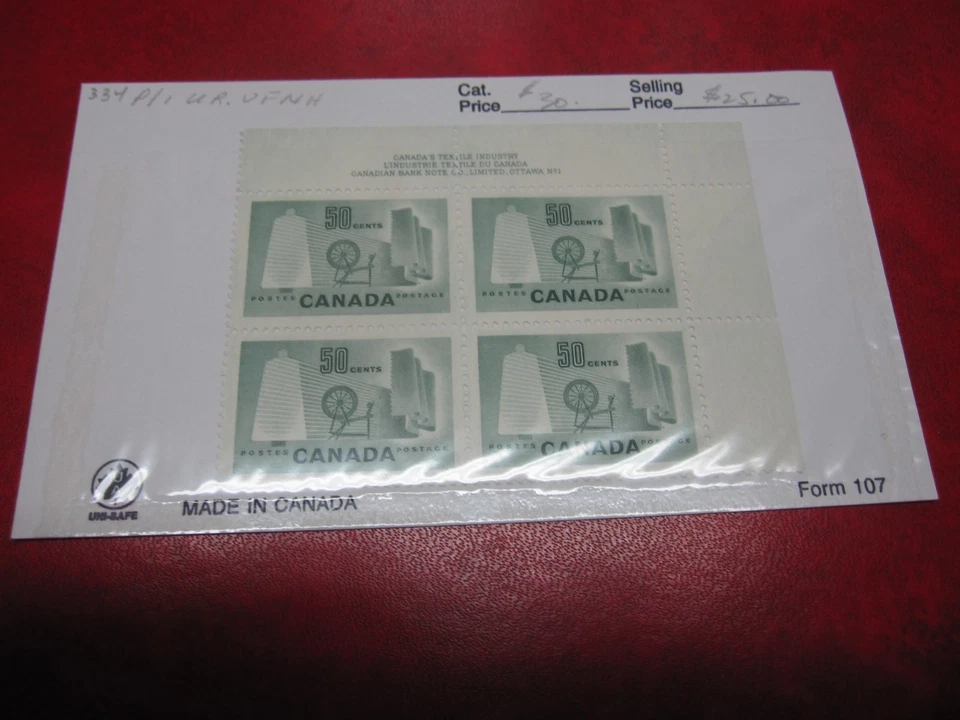 334 P/1 U.R. VFNH
Cat. Price $30.
Selling Price $25.00
CANADA'S TEXTILE INDUSTRY
L'INDUSTRIE TEXTILE DU CANADA
CANADIAN BANK NOTE CO., LIMITED, OTTAWA Nº1
50 CENTS
POSTES CANADA POSTAGE
50 CENTS
POSTES CANADA POSTAGE
50 CENTS
POSTES CANADA POSTAGE
50 CENTS
POSTES CANADA POSTAGE
UNI-SAFE
MADE IN CANADA
Form 107